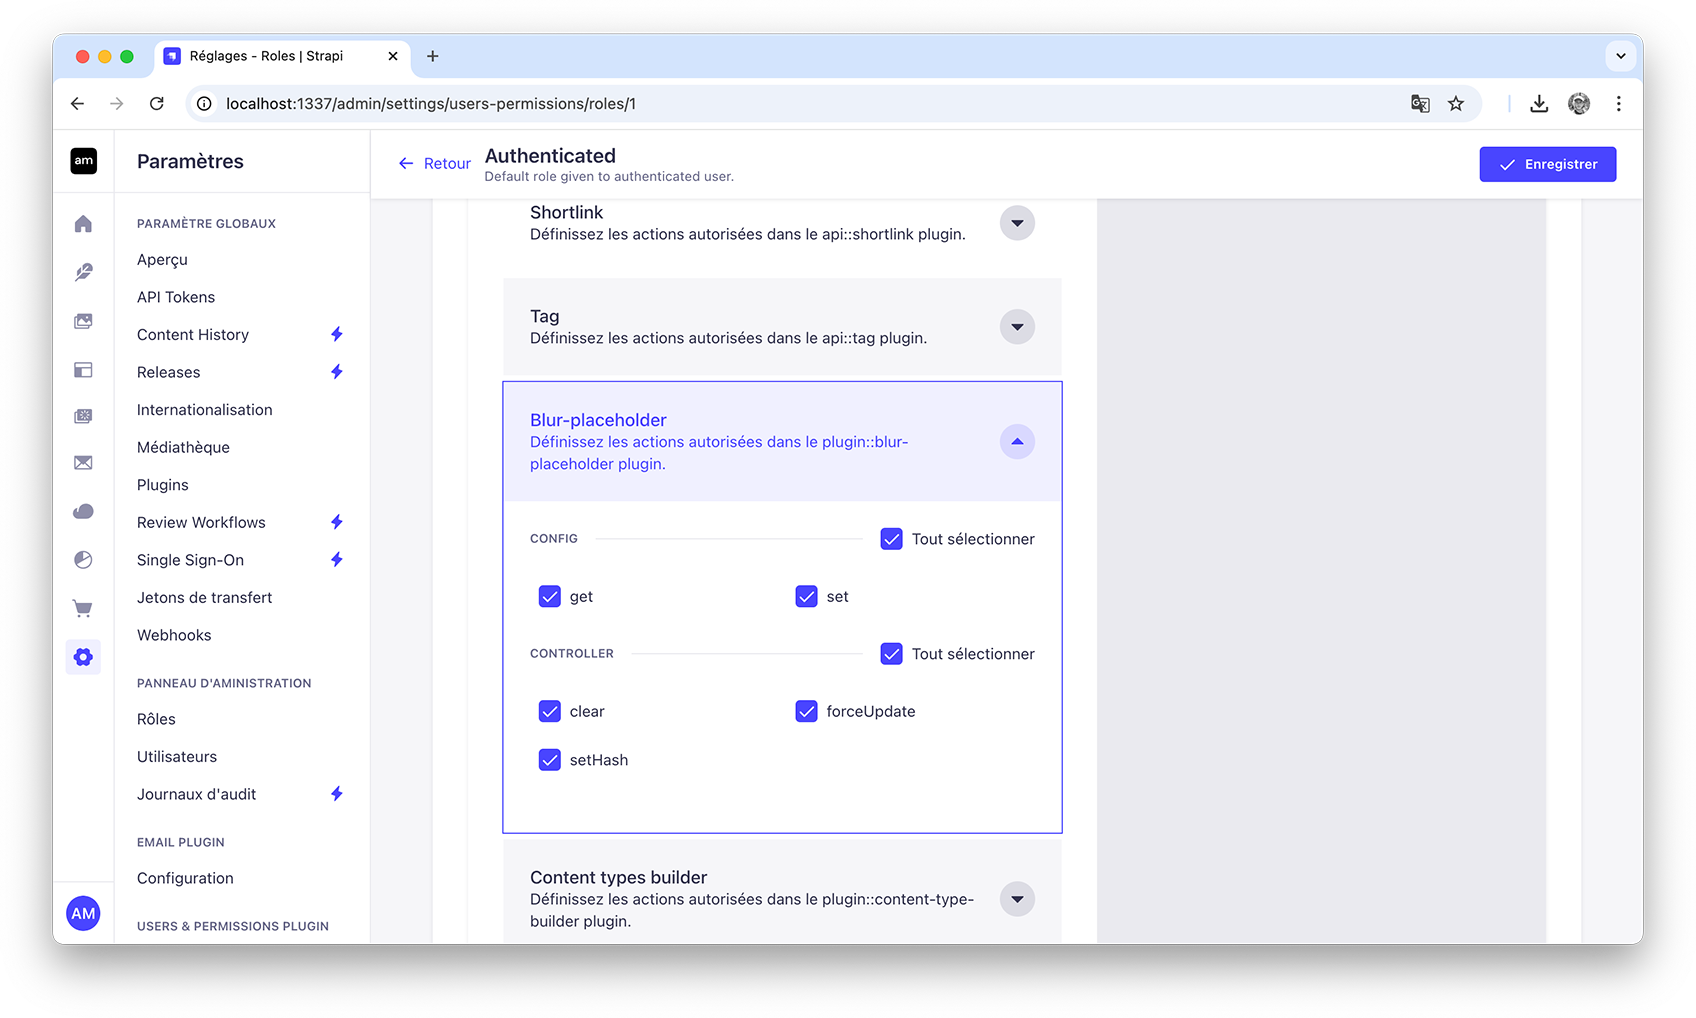 Réglages - Roles | Strapi
localhost:1337/admin/settings/users-permissions/roles/1
am
Paramètres
Retour
Authenticated
Default role given to authenticated user.
Enregistrer
PARAMÈTRE GLOBAUX
Aperçu
API Tokens
Content History
Releases
Internationalisation
Médiathèque
Plugins
Review Workflows
Single Sign-On
Jetons de transfert
Webhooks
PANNEAU D'AMINISTRATION
Rôles
Utilisateurs
Journaux d'audit
EMAIL PLUGIN
Configuration
USERS & PERMISSIONS PLUGIN
AM
Shortlink
Définissez les actions autorisées dans le api::shortlink plugin.
Tag
Définissez les actions autorisées dans le api::tag plugin.
Blur-placeholder
Définissez les actions autorisées dans le plugin::blur-
placeholder plugin.
CONFIG
Tout sélectionner
get
set
CONTROLLER
Tout sélectionner
clear
forceUpdate
setHash
Content types builder
Définissez les actions autorisées dans le plugin::content-type-
builder plugin.